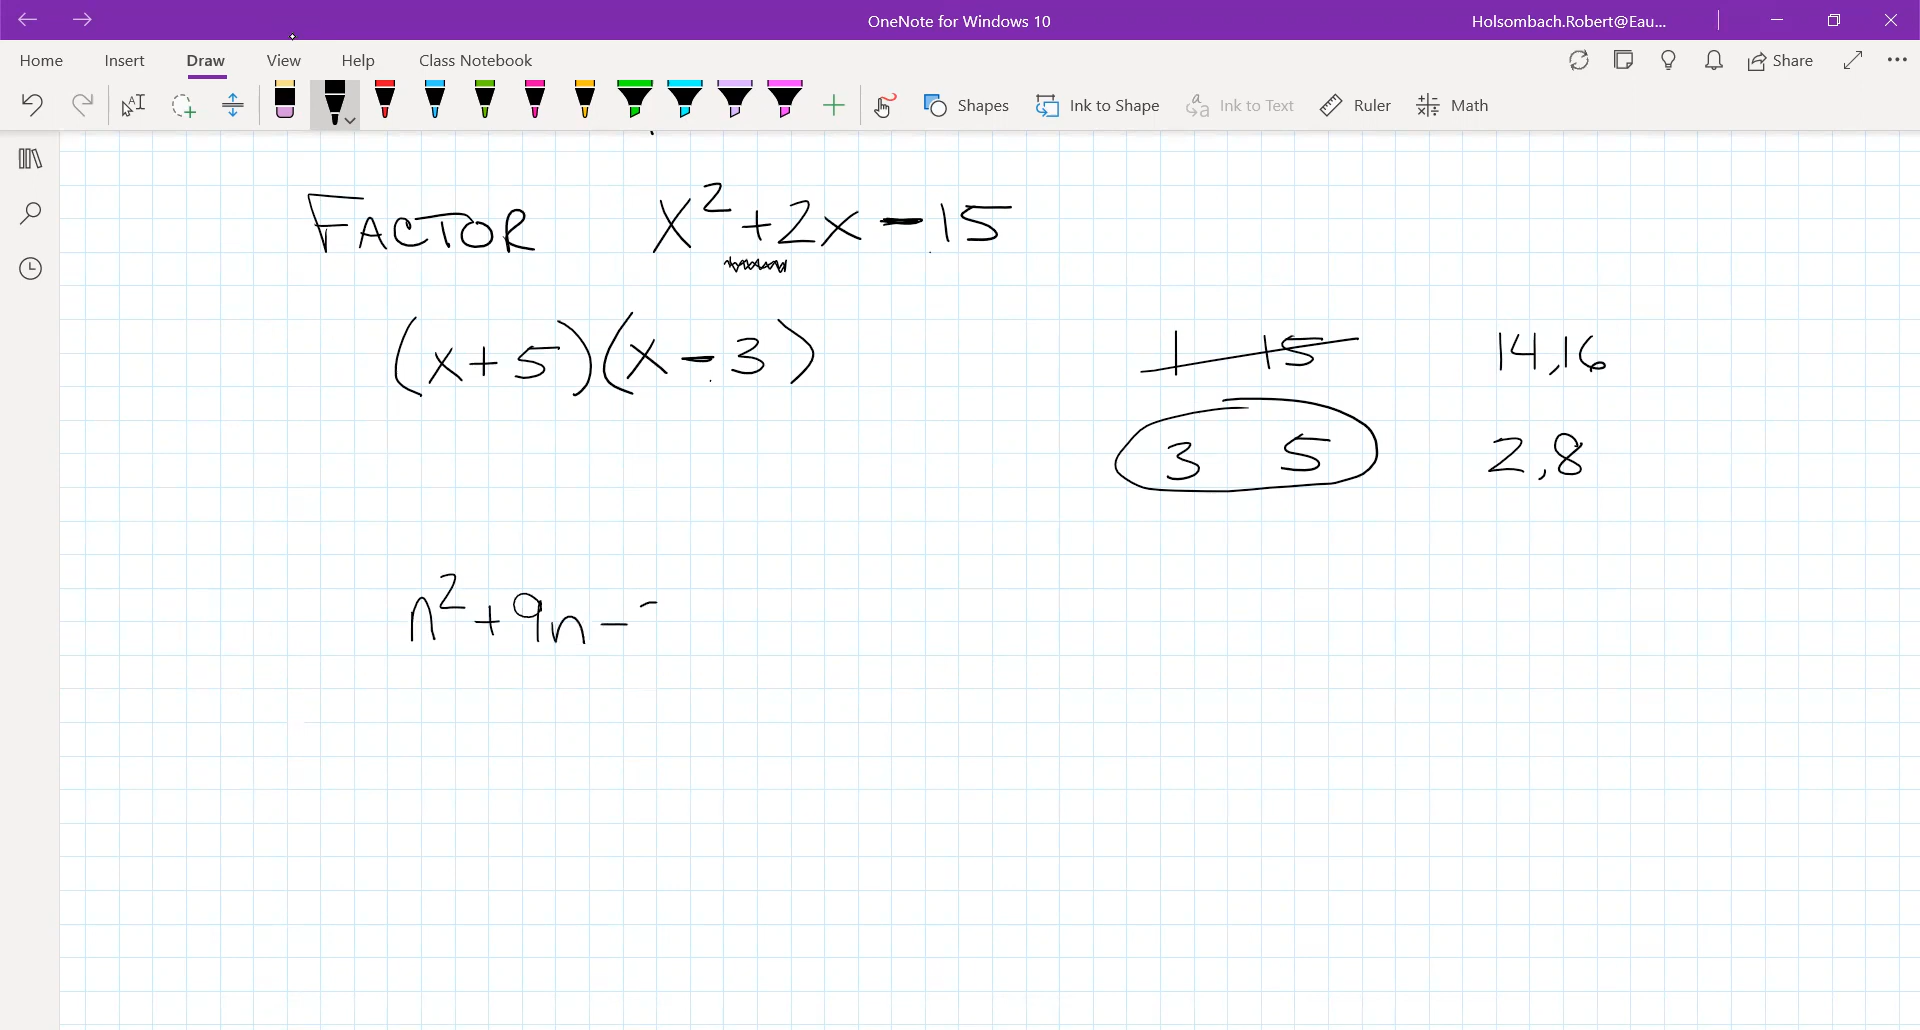 OneNote for Windows 10 Holsombach.Robert@Eau...
Home Insert Draw View Help Class Notebook Share
Shapes Ink to Shape Ink to Text Ruler Math
FACTOR x²+2x-15
(x+5)(x-3) 1 15 14,16
3 5 2,8
n²+9n-